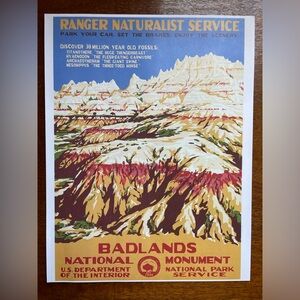 RANGER NATURALIST SERVICE
PARK YOUR CAR, SET THE BRAKES, ENJOY THE SCENERY
DISCOVER 30 MILLION YEAR OLD FOSSILS:
TITANOTHERE "THE HUGE THUNDERBEAST"
HYAENODON "THE FLESHEATING CARNIVORE"
ARCHAEOTHERIUM "THE GIANT SWINE"
MESOHIPPUS "THE THREE TOED HORSE"
BADLANDS
NATIONAL MONUMENT
U.S. DEPARTMENT OF THE INTERIOR
NATIONAL PARK SERVICE